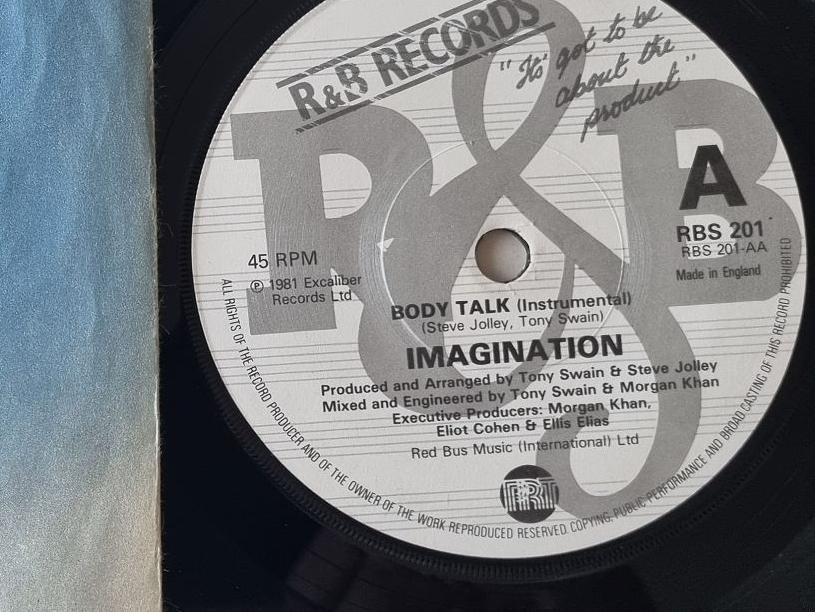 R&B RECORDS
"It's got to be
about the
product"
R&B
A
RBS 201
RBS 201-AA
Made in England
45 RPM
℗ 1981 Excaliber
Records Ltd
BODY TALK (Instrumental)
(Steve Jolley, Tony Swain)
IMAGINATION
Produced and Arranged by Tony Swain & Steve Jolley
Mixed and Engineered by Tony Swain & Morgan Khan
Executive Producers: Morgan Khan,
Eliot Cohen & Ellis Elias
Red Bus Music (International) Ltd
PRT
ALL RIGHTS OF THE RECORD PRODUCER AND OF THE OWNER OF THE WORK REPRODUCED RESERVED. COPYING, PUBLIC PERFORMANCE AND BROADCASTING OF THIS RECORD PROHIBITED